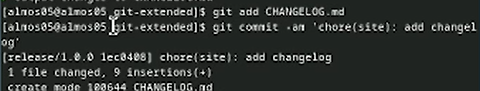 [almos05@almos05 git-extended]$ git add CHANGELOG.md
[almos05@almos05 git-extended]$ git commit -am 'chore(site): add changel
og'
[release/1.0.0 1ec0408] chore(site): add changelog
1 file changed, 9 insertions(+)
create mode 100644 CHANGELOG.md